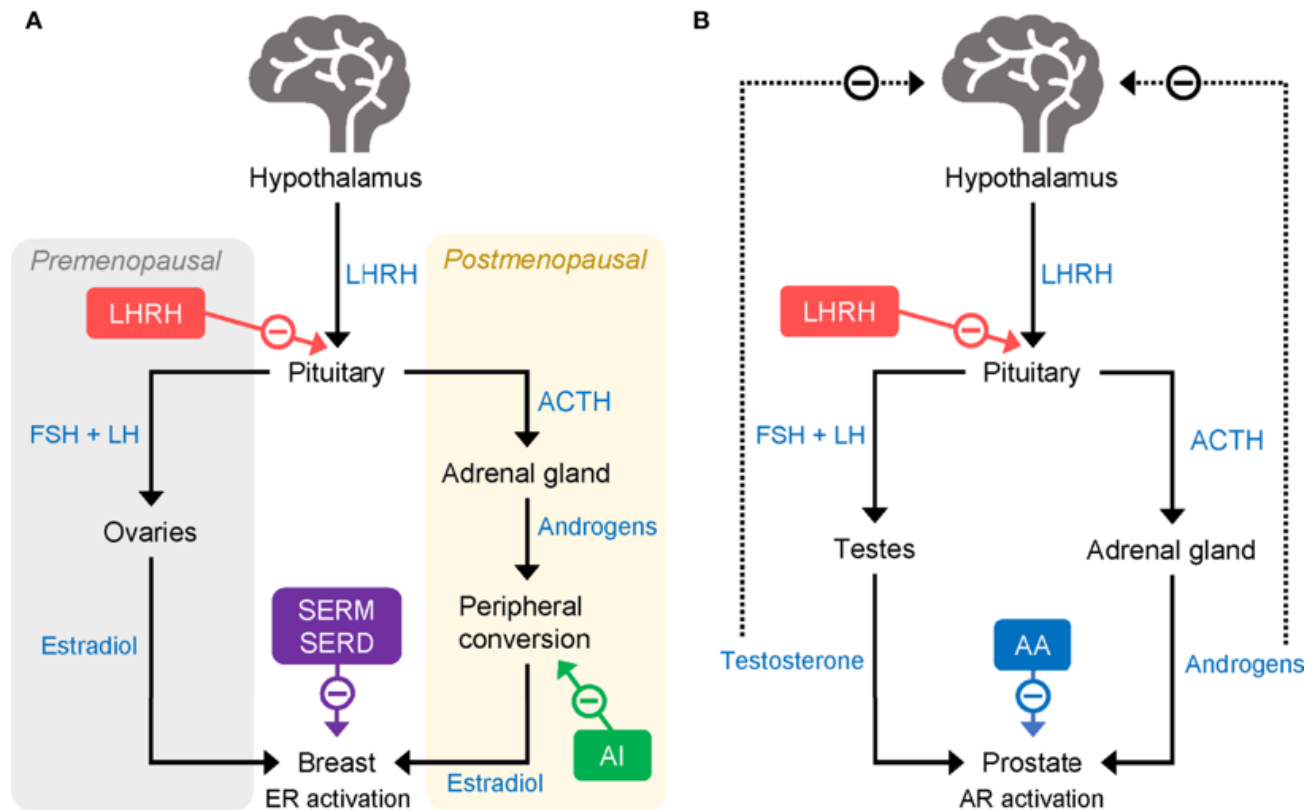 A
Hypothalamus
Premenopausal
Postmenopausal
LHRH
LHRH
Pituitary
FSH + LH
ACTH
Adrenal gland
Ovaries
Androgens
SERM
SERD
Peripheral
conversion
Estradiol
AI
Breast
Estradiol
ER activation
B
Hypothalamus
LHRH
LHRH
Pituitary
FSH + LH
ACTH
Testes
Adrenal gland
AA
Testosterone
Androgens
Prostate
AR activation